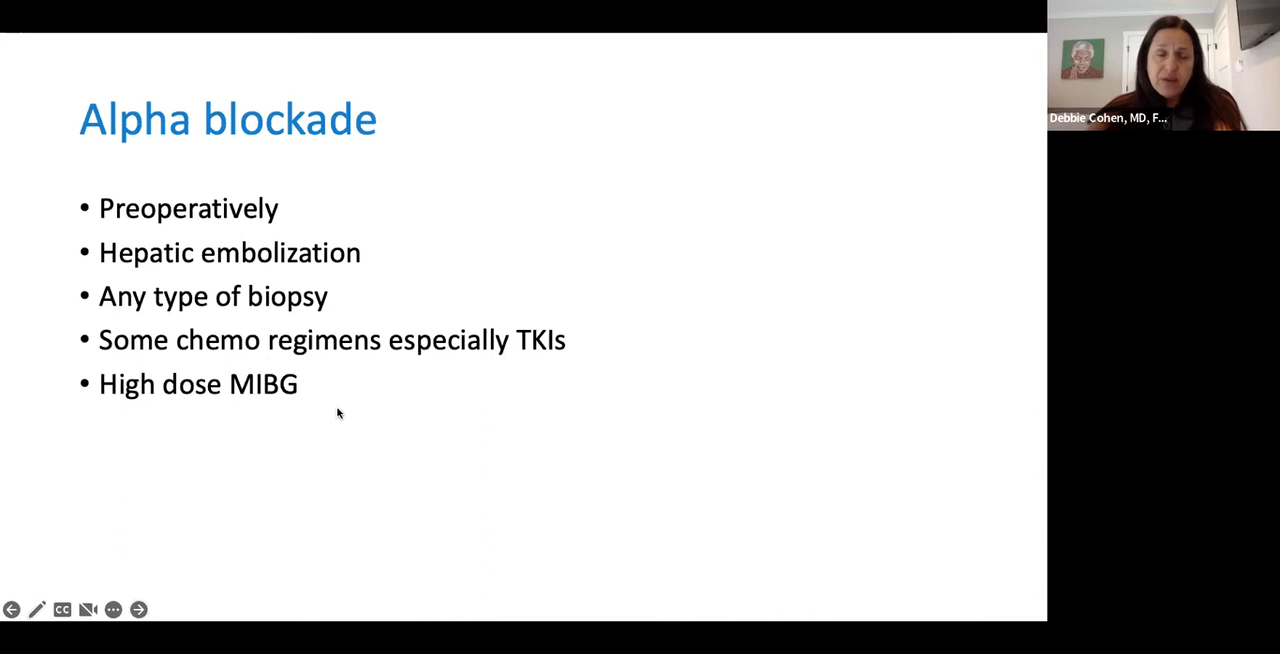 Alpha blockade
• Preoperatively
• Hepatic embolization
• Any type of biopsy
• Some chemo regimens especially TKIs
• High dose MIBG
Debbie Cohen, MD, F...
CC